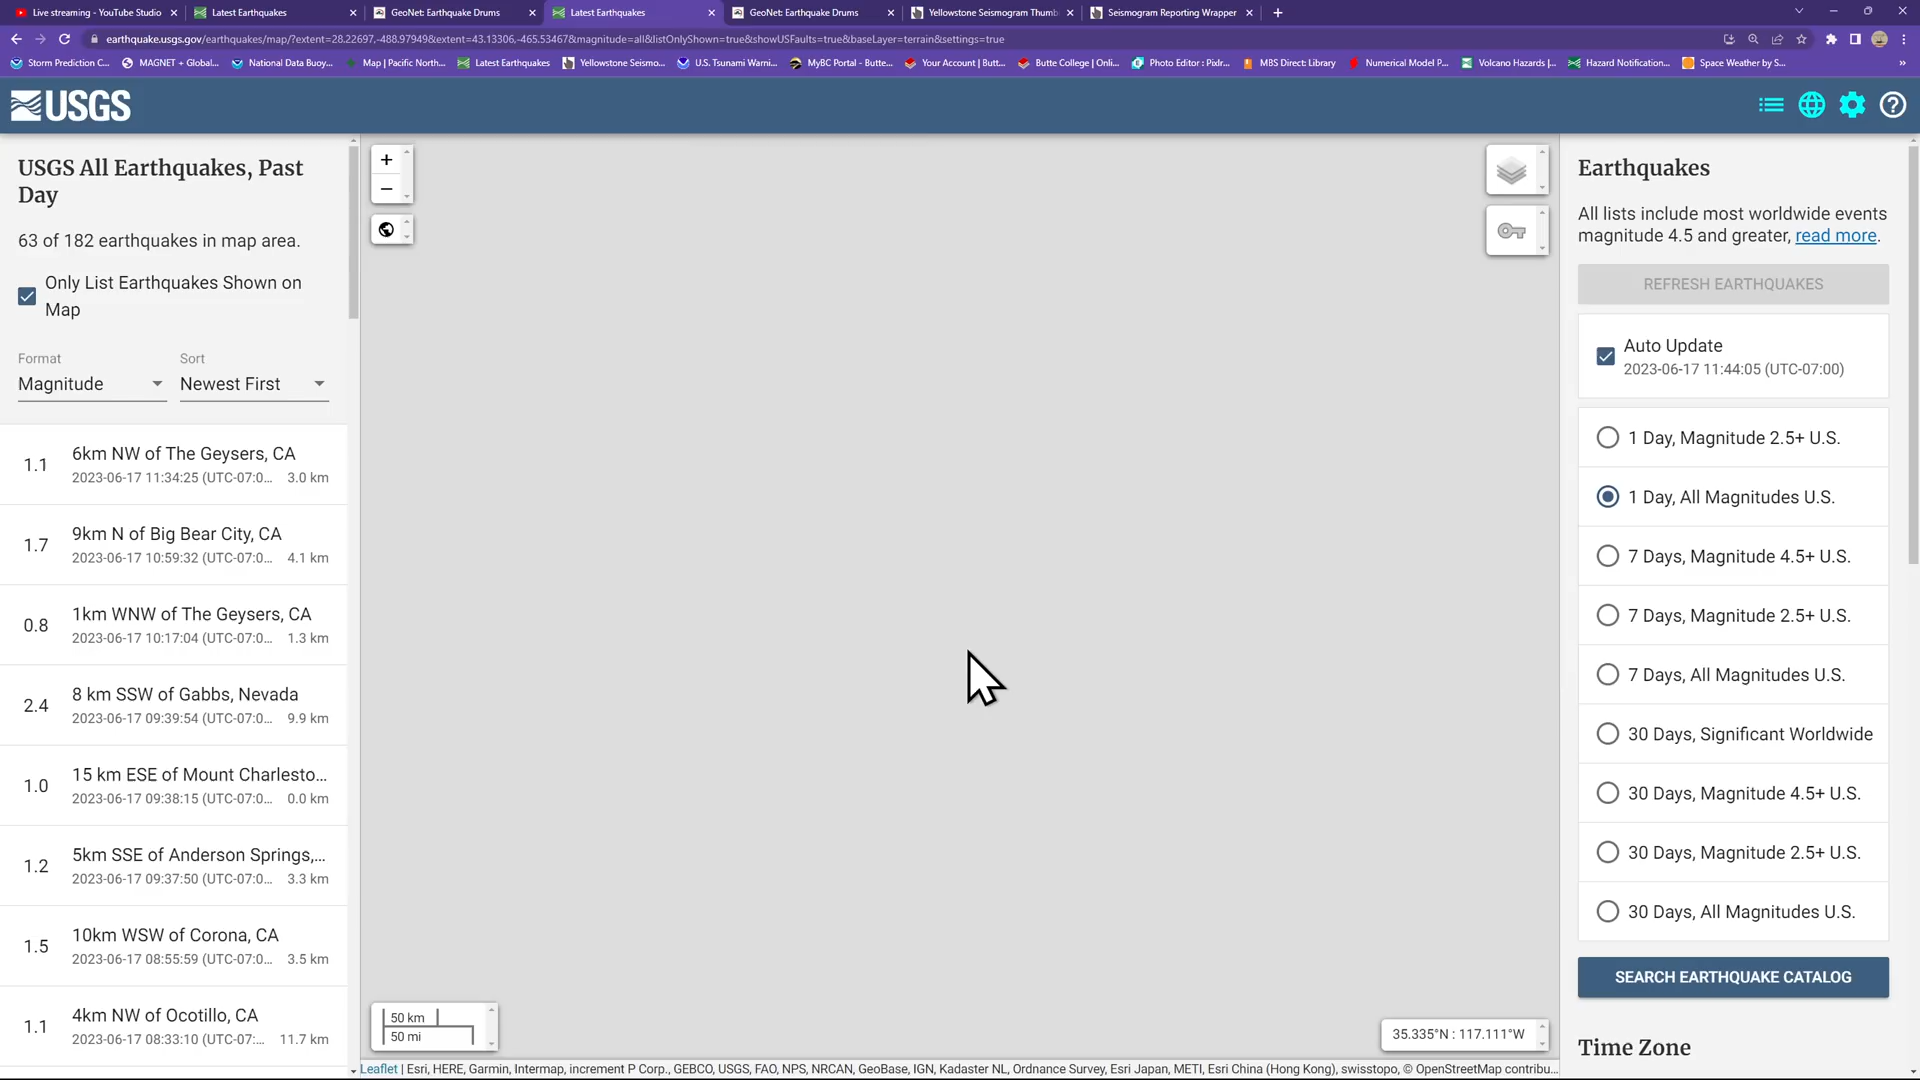 Live streaming - YouTube Studio
Latest Earthquakes
GeoNet: Earthquake Drums
Latest Earthquakes
GeoNet: Earthquake Drums
Yellowstone Seismogram Thumb
Seismogram Reporting Wrapper
earthquake.usgs.gov/earthquakes/map/?extent=28.22697,-488.97949&extent=43.13306,-465.53467&magnitude=all&listOnlyShown=true&showUSFaults=true&baseLayer=terrain&settings=true
Storm Prediction C...
MAGNET + Global...
National Data Buoy...
Map | Pacific North...
Latest Earthquakes
Yellowstone Seismo...
U.S. Tsunami Warni...
MyBC Portal - Butte...
Your Account | Butt...
Butte College | Onli...
Photo Editor : Pixlr...
MBS Direct: Library
Numerical Model P...
Volcano Hazards |...
Hazard Notification...
Space Weather by S...
USGS
USGS All Earthquakes, Past
Day
63 of 182 earthquakes in map area.
Only List Earthquakes Shown on
Map
Format
Sort
Magnitude
Newest First
1.1
6km NW of The Geysers, CA
2023-06-17 11:34:25 (UTC-07:0... 3.0 km
1.7
9km N of Big Bear City, CA
2023-06-17 10:59:32 (UTC-07:0... 4.1 km
0.8
1km WNW of The Geysers, CA
2023-06-17 10:17:04 (UTC-07:0... 1.3 km
2.4
8 km SSW of Gabbs, Nevada
2023-06-17 09:39:54 (UTC-07:0... 9.9 km
1.0
15 km ESE of Mount Charlesto...
2023-06-17 09:38:15 (UTC-07:0... 0.0 km
1.2
5km SSE of Anderson Springs,...
2023-06-17 09:37:50 (UTC-07:0... 3.3 km
1.5
10km WSW of Corona, CA
2023-06-17 08:55:59 (UTC-07:0... 3.5 km
1.1
4km NW of Ocotillo, CA
2023-06-17 08:33:10 (UTC-07:... 11.7 km
+
−
50 km
50 mi
35.335°N : 117.111°W
Leaflet | Esri, HERE, Garmin, Intermap, increment P Corp., GEBCO, USGS, FAO, NPS, NRCAN, GeoBase, IGN, Kadaster NL, Ordnance Survey, Esri Japan, METI, Esri China (Hong Kong), swisstopo, © OpenStreetMap contribu...
Earthquakes
All lists include most worldwide events
magnitude 4.5 and greater, read more.
REFRESH EARTHQUAKES
Auto Update
2023-06-17 11:44:05 (UTC-07:00)
1 Day, Magnitude 2.5+ U.S.
1 Day, All Magnitudes U.S.
7 Days, Magnitude 4.5+ U.S.
7 Days, Magnitude 2.5+ U.S.
7 Days, All Magnitudes U.S.
30 Days, Significant Worldwide
30 Days, Magnitude 4.5+ U.S.
30 Days, Magnitude 2.5+ U.S.
30 Days, All Magnitudes U.S.
SEARCH EARTHQUAKE CATALOG
Time Zone